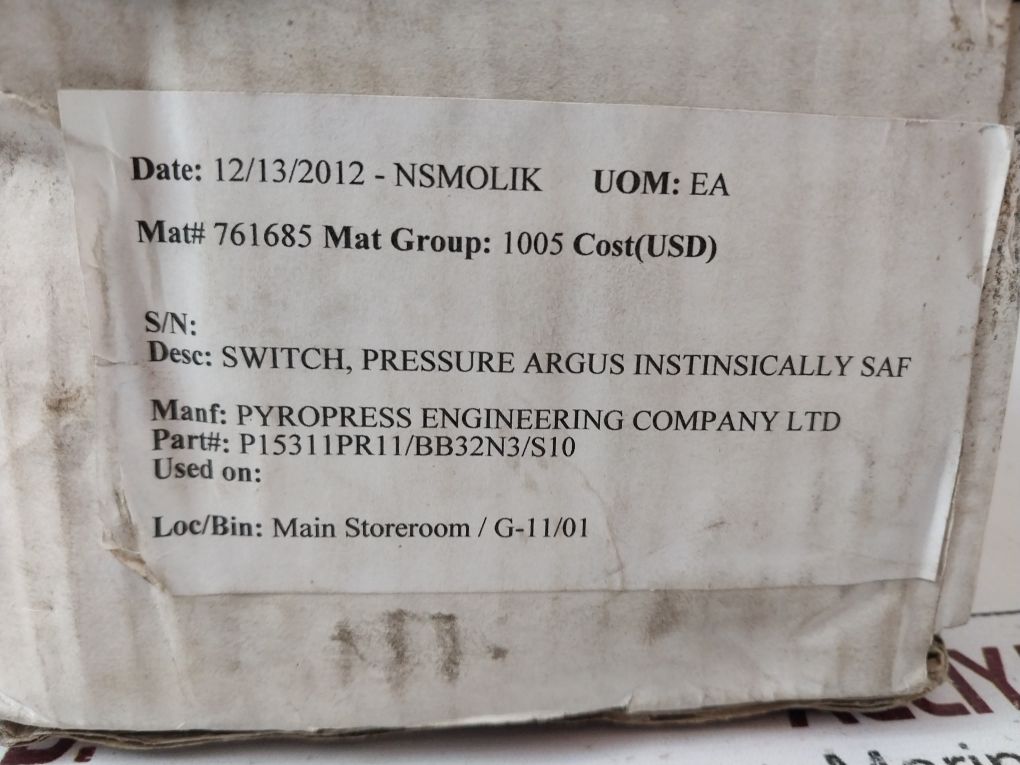 Date: 12/13/2012 - NSMOLIK UOM: EA
Mat# 761685 Mat Group: 1005 Cost(USD)
S/N:
Desc: SWITCH, PRESSURE ARGUS INSTINSICALLY SAF
Manf: PYROPRESS ENGINEERING COMPANY LTD
Part#: P15311PR11/BB32N3/S10
Used on:
Loc/Bin: Main Storeroom / G-11/01